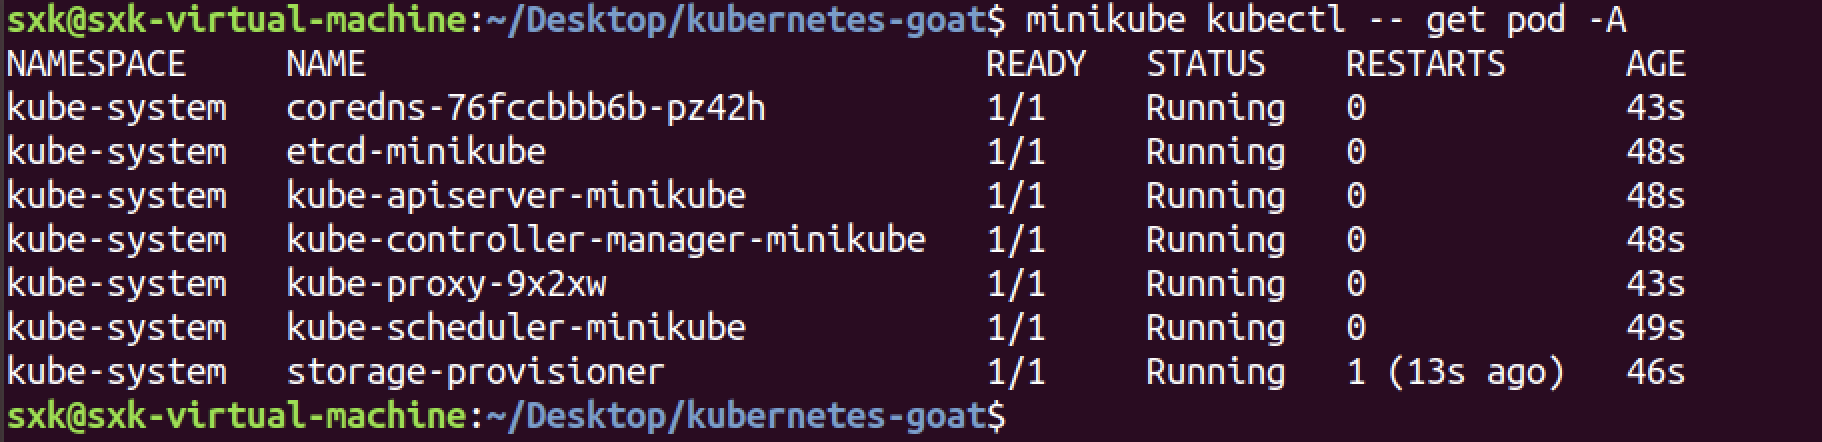 sxk@sxk-virtual-machine:~/Desktop/kubernetes-goat$ minikube kubectl -- get pod -A
NAMESPACE     NAME                               READY   STATUS    RESTARTS      AGE
kube-system   coredns-76fccbbb6b-pz42h           1/1     Running   0             43s
kube-system   etcd-minikube                      1/1     Running   0             48s
kube-system   kube-apiserver-minikube            1/1     Running   0             48s
kube-system   kube-controller-manager-minikube   1/1     Running   0             48s
kube-system   kube-proxy-9x2xw                   1/1     Running   0             43s
kube-system   kube-scheduler-minikube            1/1     Running   0             49s
kube-system   storage-provisioner                1/1     Running   1 (13s ago)   46s
sxk@sxk-virtual-machine:~/Desktop/kubernetes-goat$